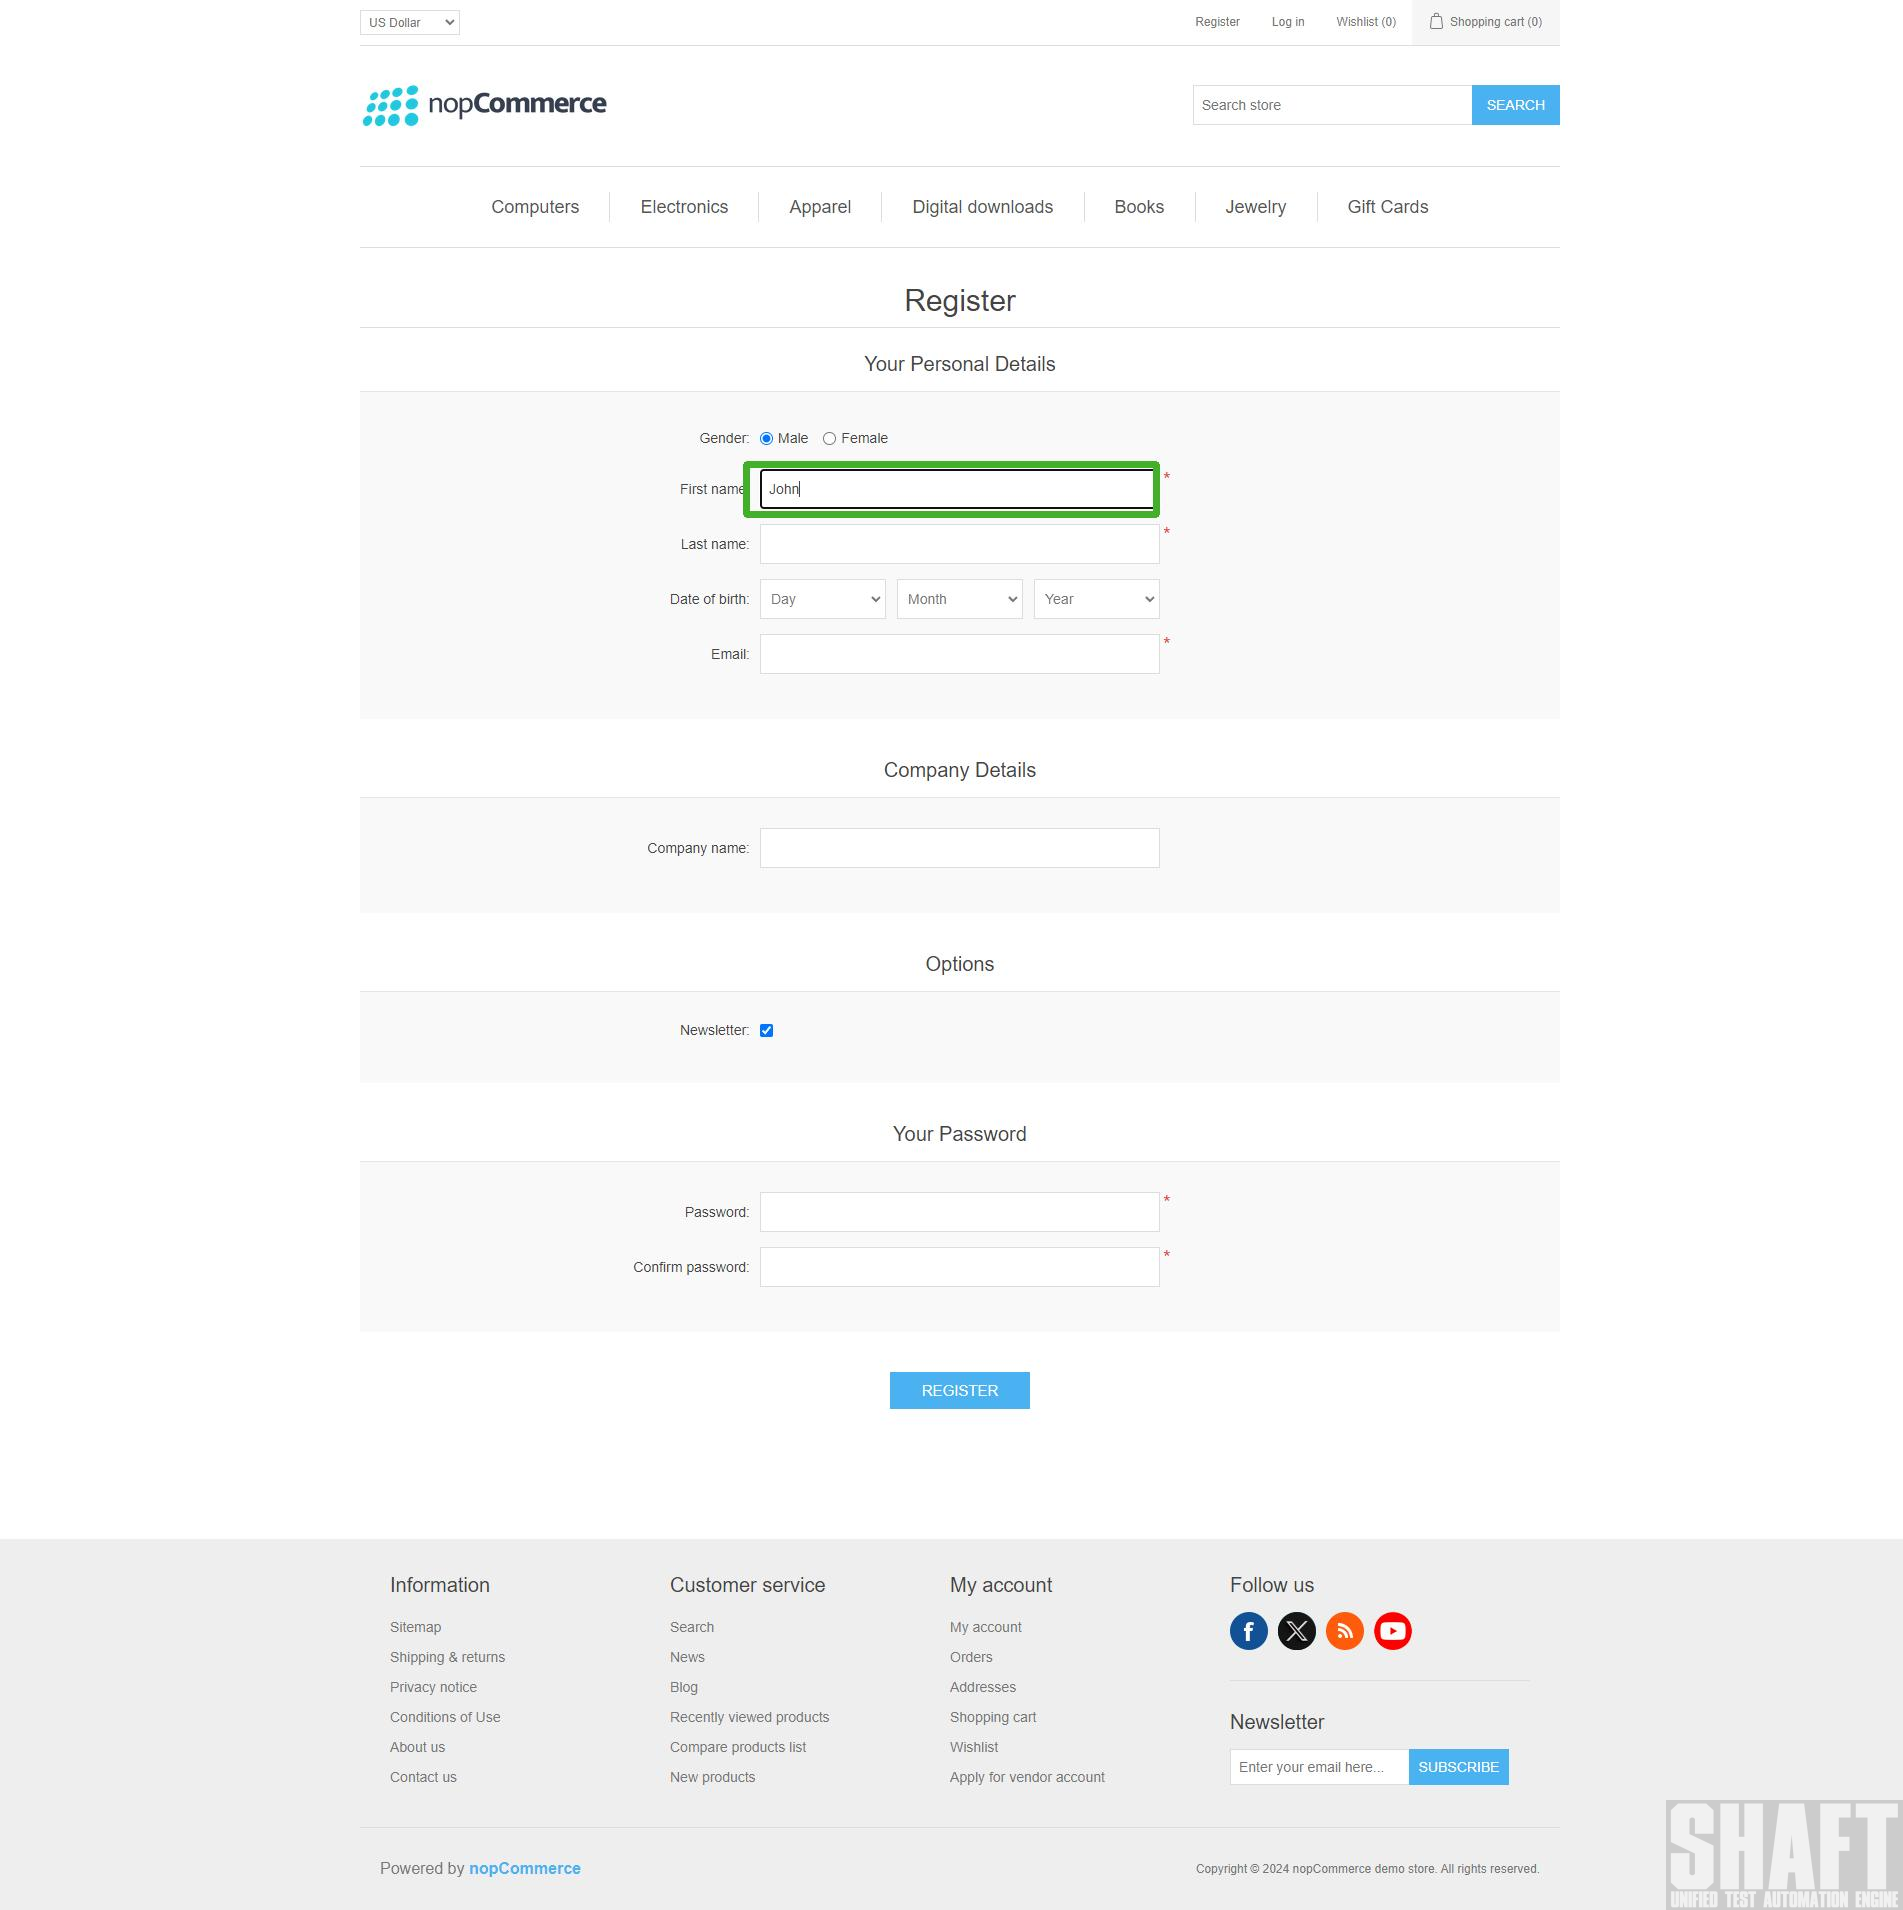 US Dollar
Register Log in Wishlist (0) Shopping cart (0)
nopCommerce
Search store SEARCH
Computers Electronics Apparel Digital downloads Books Jewelry Gift Cards
Register
Your Personal Details
Gender: Male Female
First name John *
Last name: *
Date of birth: Day Month Year
Email: *
Company Details
Company name:
Options
Newsletter:
Your Password
Password: *
Confirm password: *
REGISTER
Information
Sitemap
Shipping & returns
Privacy notice
Conditions of Use
About us
Contact us
Customer service
Search
News
Blog
Recently viewed products
Compare products list
New products
My account
My account
Orders
Addresses
Shopping cart
Wishlist
Apply for vendor account
Follow us
Newsletter
Enter your email here... SUBSCRIBE
Powered by nopCommerce
Copyright © 2024 nopCommerce demo store. All rights reserved.
SHAFT
UNIFIED TEST AUTOMATION ENGINE